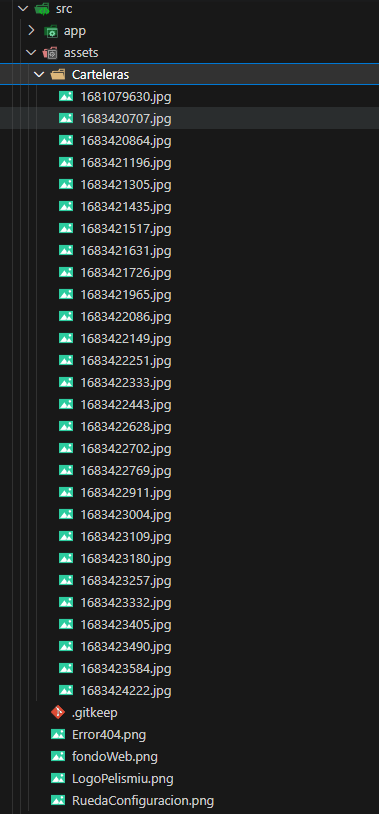 src
app
assets
Carteleras
1681079630.jpg
1683420707.jpg
1683420864.jpg
1683421196.jpg
1683421305.jpg
1683421435.jpg
1683421517.jpg
1683421631.jpg
1683421726.jpg
1683421965.jpg
1683422086.jpg
1683422149.jpg
1683422251.jpg
1683422333.jpg
1683422443.jpg
1683422628.jpg
1683422702.jpg
1683422769.jpg
1683422911.jpg
1683423004.jpg
1683423109.jpg
1683423180.jpg
1683423257.jpg
1683423332.jpg
1683423405.jpg
1683423490.jpg
1683423584.jpg
1683424222.jpg
.gitkeep
Error404.png
fondoWeb.png
LogoPelismiu.png
RuedaConfiguracion.png